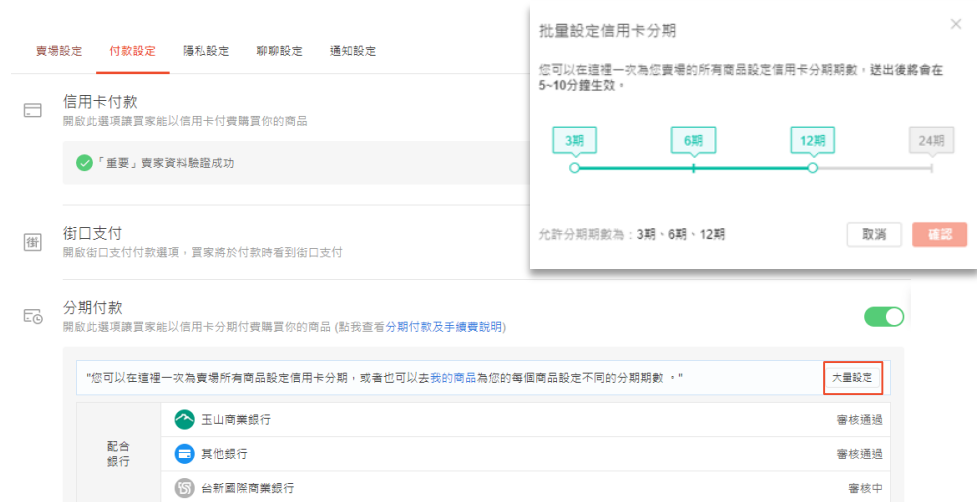 賣場設定 付款設定 隱私設定 聊聊設定 通知設定
信用卡付款
開啟此選項讓買家能以信用卡付費購買你的商品
「重要」賣家資料驗證成功
街口支付
街
開啟街口支付付款選項，買家將於付款時看到街口支付
分期付款
開啟此選項讓買家能以信用卡分期付費購買你的商品 (點我查看分期付款及手續費說明)
"您可以在這裡一次為賣場所有商品設定信用卡分期，或者也可以去我的商品為您的每個商品設定不同的分期期數 。"
大量設定
配合
銀行
玉山商業銀行 審核通過
其他銀行 審核通過
台新國際商業銀行 審核中
批量設定信用卡分期
您可以在這裡一次為您賣場的所有商品設定信用卡分期期數，送出後將會在
5~10分鐘生效。
3期 6期 12期 24期
允許分期期數為：3期、6期、12期
取消 確認